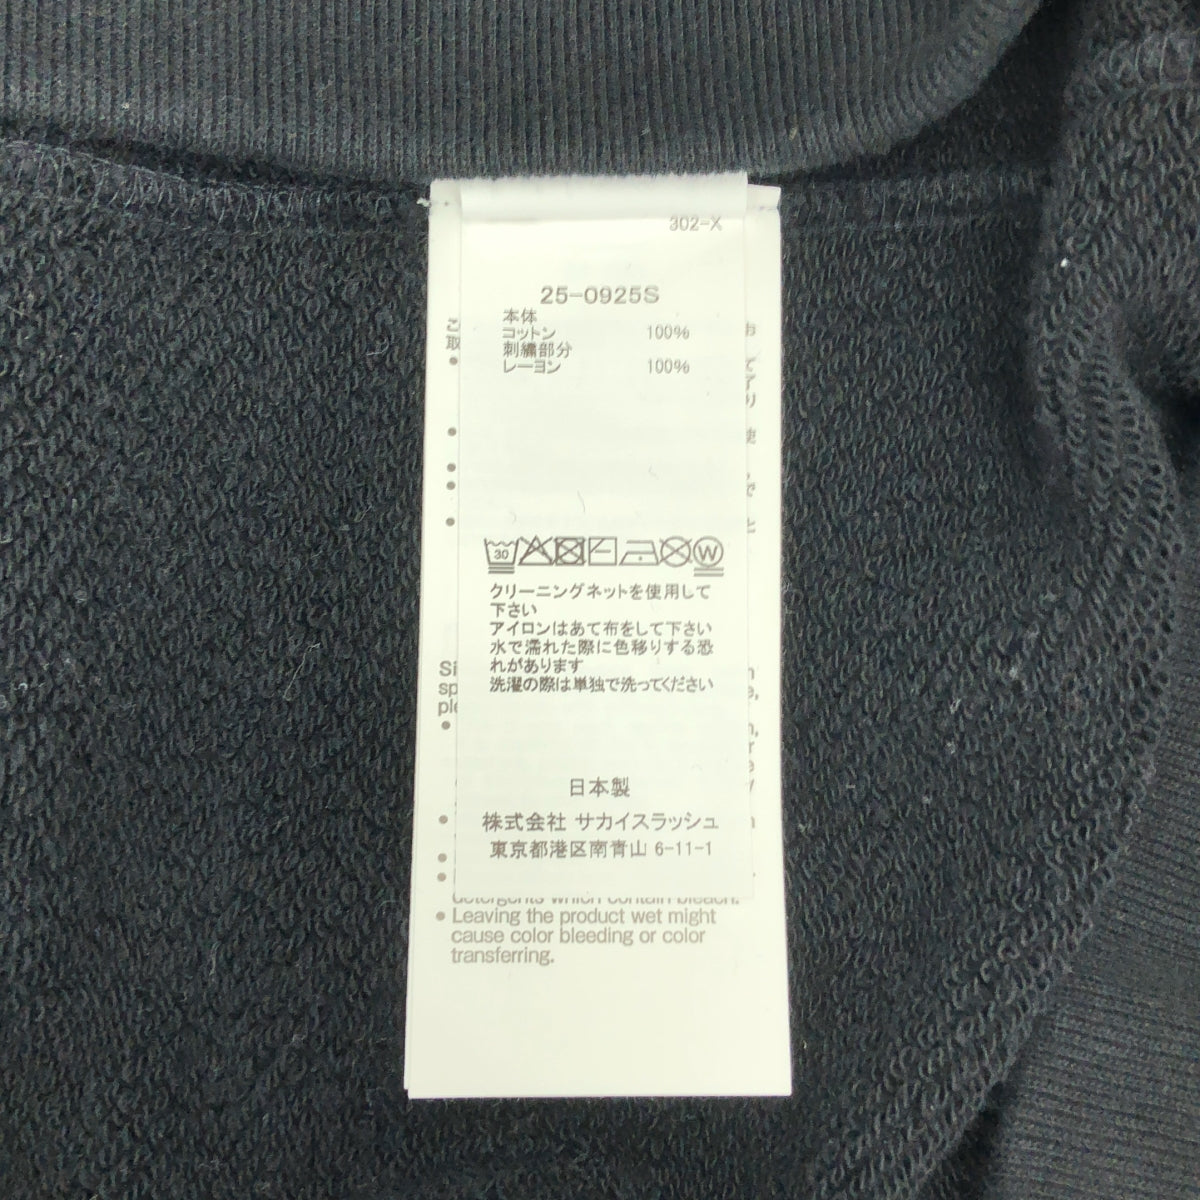 302-X
25-0925S
本体
コットン 100%
刺繍部分
レーヨン 100%
30
W
クリーニングネットを使用して
下さい
アイロンはあて布をして下さい
水で濡れた際に色移りする恐
れがあります
洗濯の際は単独で洗ってください
日本製
株式会社 サカイスラッシュ
東京都港区南青山 6-11-1
detergents which contain bleach.
● Leaving the product wet might
cause color bleeding or color
transferring.